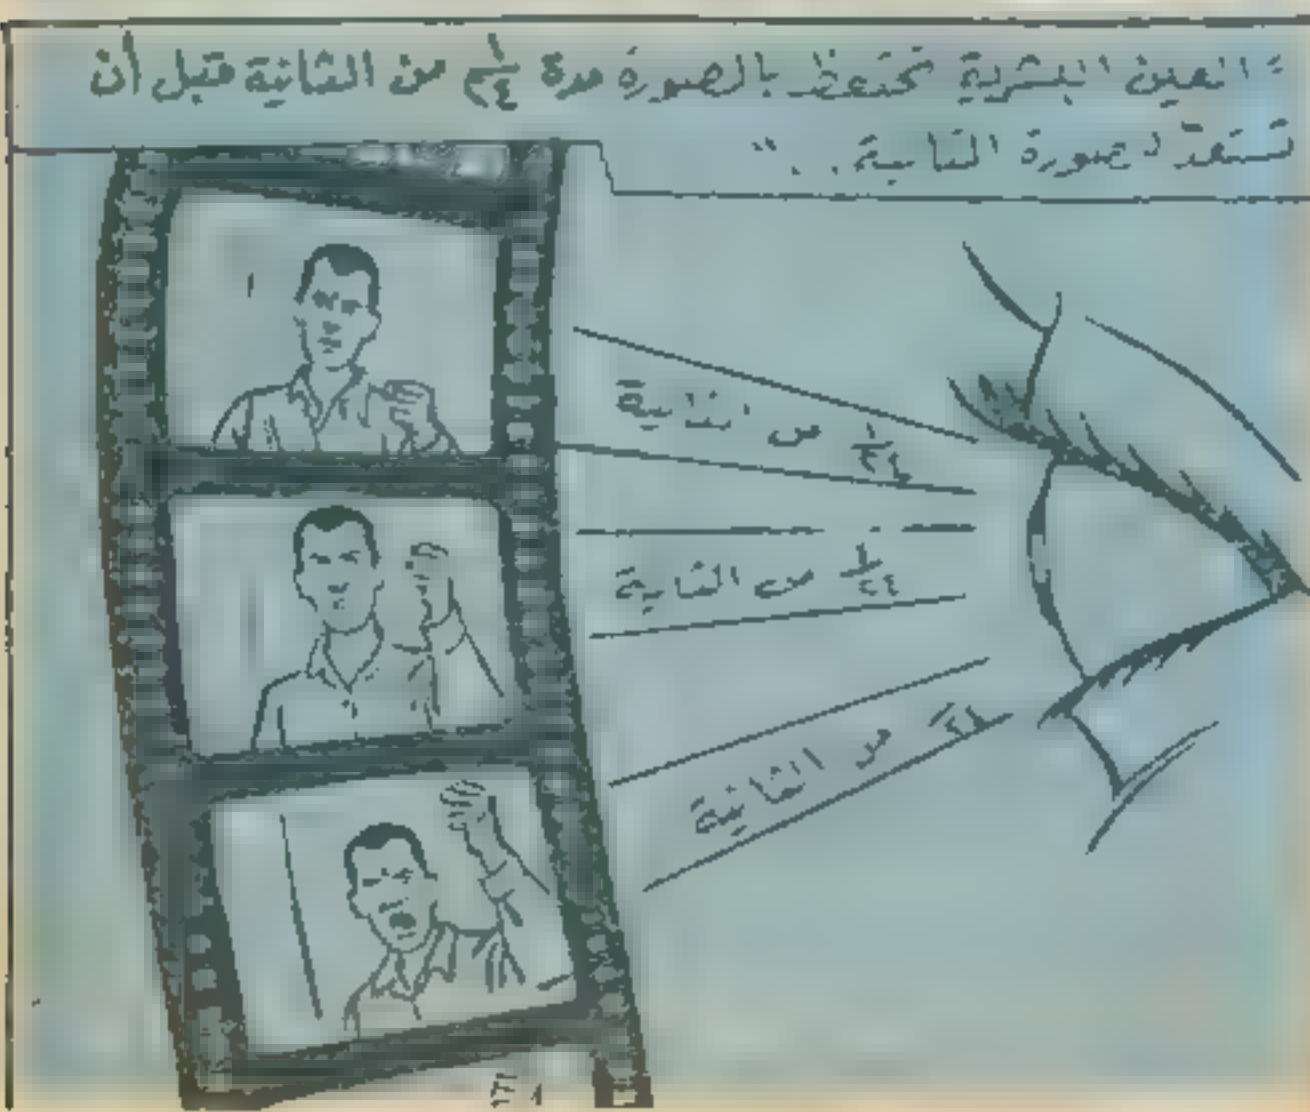 "العين البشرية تحتفظ بالصورة مدة ١/٢٤ من الثانية قبل أن
تستعد لصورة الثانية.."
١/٢٤ من الثانية
١/٢٤ من الثانية
١/٢٤ من الثانية